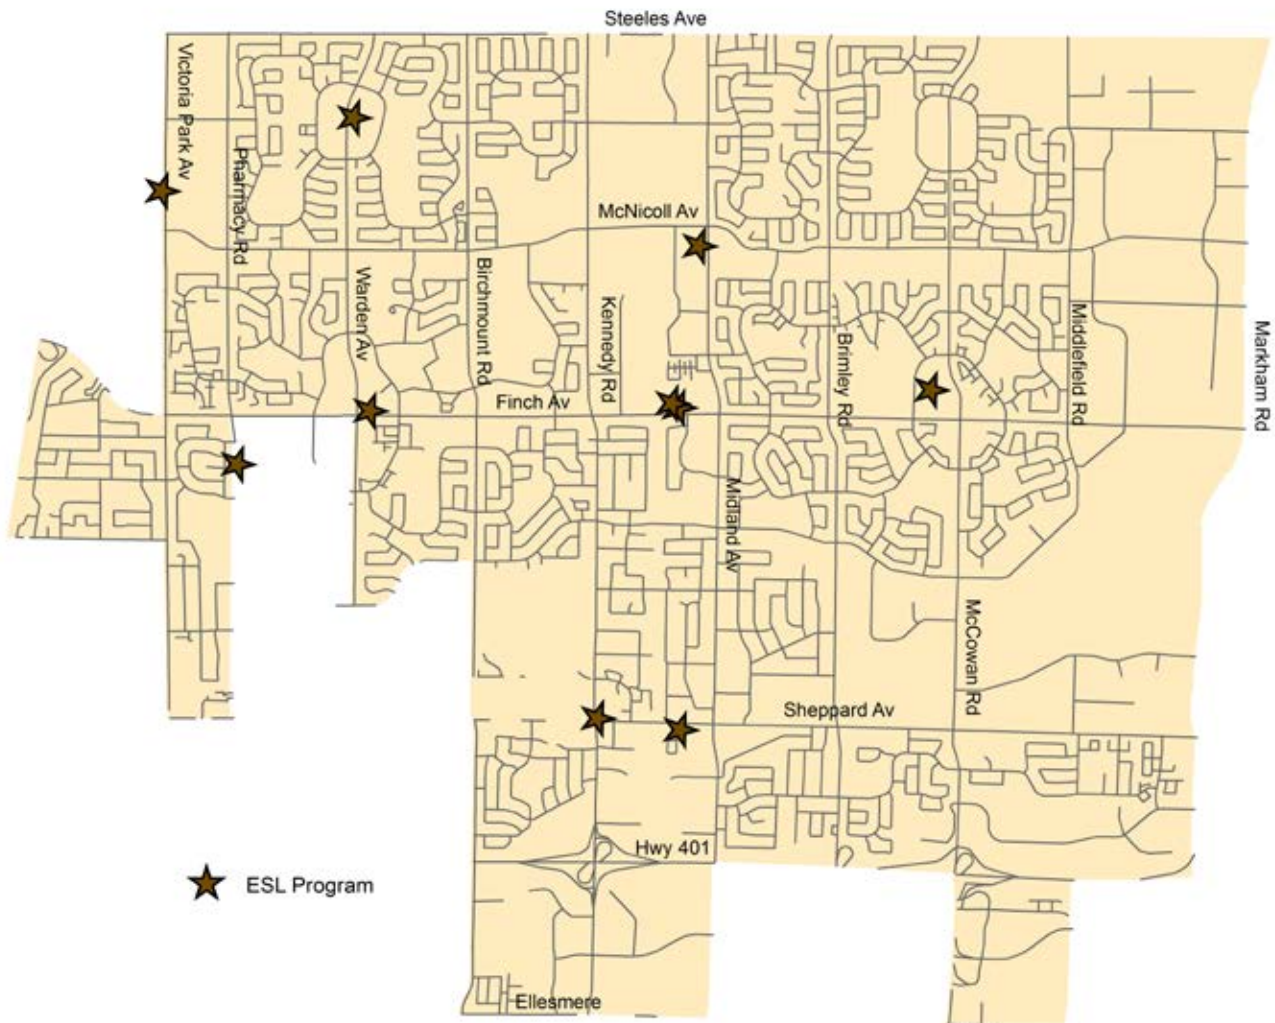 Steeles Ave
Victoria Park Av
Pharmacy Rd
McNicoll Av
Warden Av
Birchmount Rd
Kennedy Rd
Brimley Rd
Middlefield Rd
Markham Rd
Finch Av
Midland Av
McCowan Rd
Sheppard Av
Hwy 401
ESL Program
Ellesmere